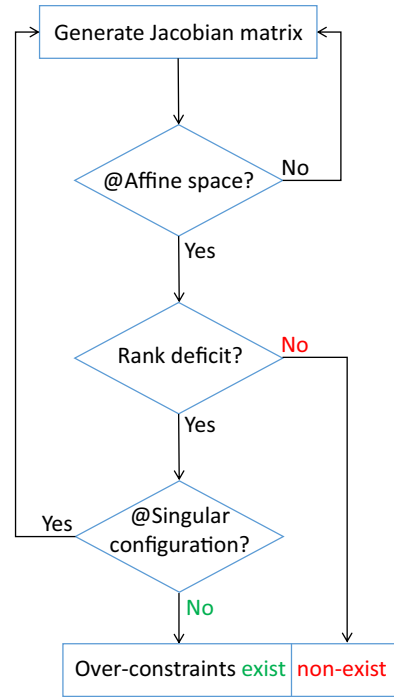 Generate Jacobian matrix
@Affine space?
No
Yes
Rank deficit?
No
Yes
@Singular
configuration?
Yes
No
Over-constraints exist non-exist